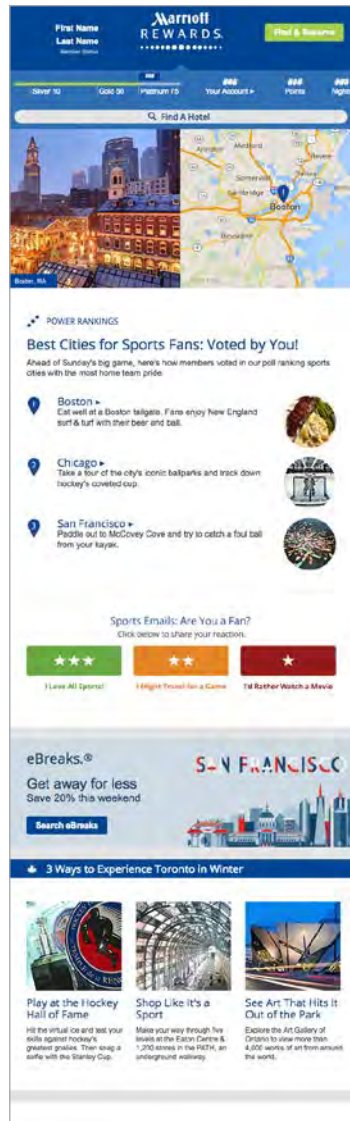 First Name
Last Name
Member Status
Marriott
REWARDS.
Find & Reserve
Silver 10
Gold 50
Platinum 75
Your Account ▸
Points
Nights
Find A Hotel
Boston, MA
Arlington
Medford
Revere
Somerville
Cambridge
Boston
Brookline
POWER RANKINGS
Best Cities for Sports Fans: Voted by You!
Ahead of Sunday's big game, here's how members voted in our poll ranking sports
cities with the most home team pride.
1
Boston ▸
Eat well at a Boston tailgate. Fans enjoy New England
surf & turf with their beer and ball.
2
Chicago ▸
Take a tour of the city's iconic ballparks and track down
hockey's coveted cup.
3
San Francisco ▸
Paddle out to McCovey Cove and try to catch a foul ball
from your kayak.
Sports Emails: Are You a Fan?
Click below to share your reaction.
I Love All Sports!
I Might Travel for a Game
I'd Rather Watch a Movie
eBreaks.®
Get away for less
Save 20% this weekend
Search eBreaks
SAN FRANCISCO
3 Ways to Experience Toronto in Winter
Play at the Hockey
Hall of Fame
Hit the virtual ice and test your
skills against hockey's
greatest goalies. Then snag a
selfie with the Stanley Cup.
Shop Like It's a
Sport
Make your way through five
levels at the Eaton Centre &
1,200 stores in the PATH, an
underground walkway.
See Art That Hits It
Out of the Park
Explore the Art Gallery of
Ontario to view more than
4,000 works of art from around
the world.